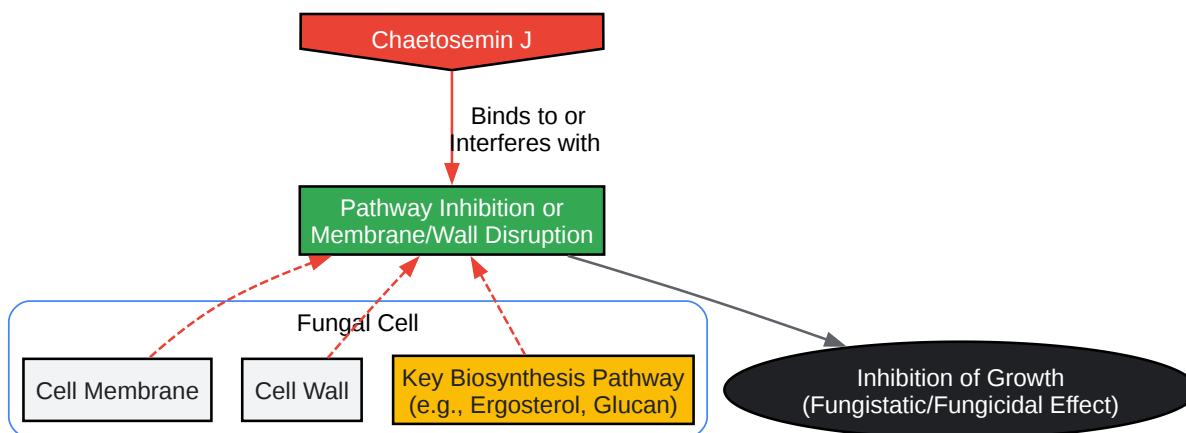 Chaetosemin J
Binds to or
Interferes with
Pathway Inhibition or
Membrane/Wall Disruption
Fungal Cell
Cell Membrane
Cell Wall
Key Biosynthesis Pathway
(e.g., Ergosterol, Glucan)
Inhibition of Growth
(Fungistatic/Fungicidal Effect)